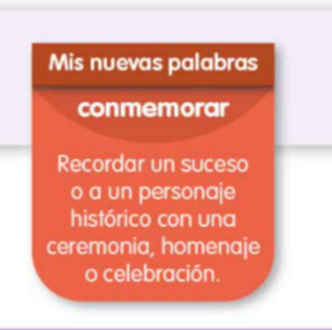 Mis nuevas palabras
conmemorar
Recordar un suceso
o a un personaje
histórico con una
ceremonia, homenaje
o celebración.